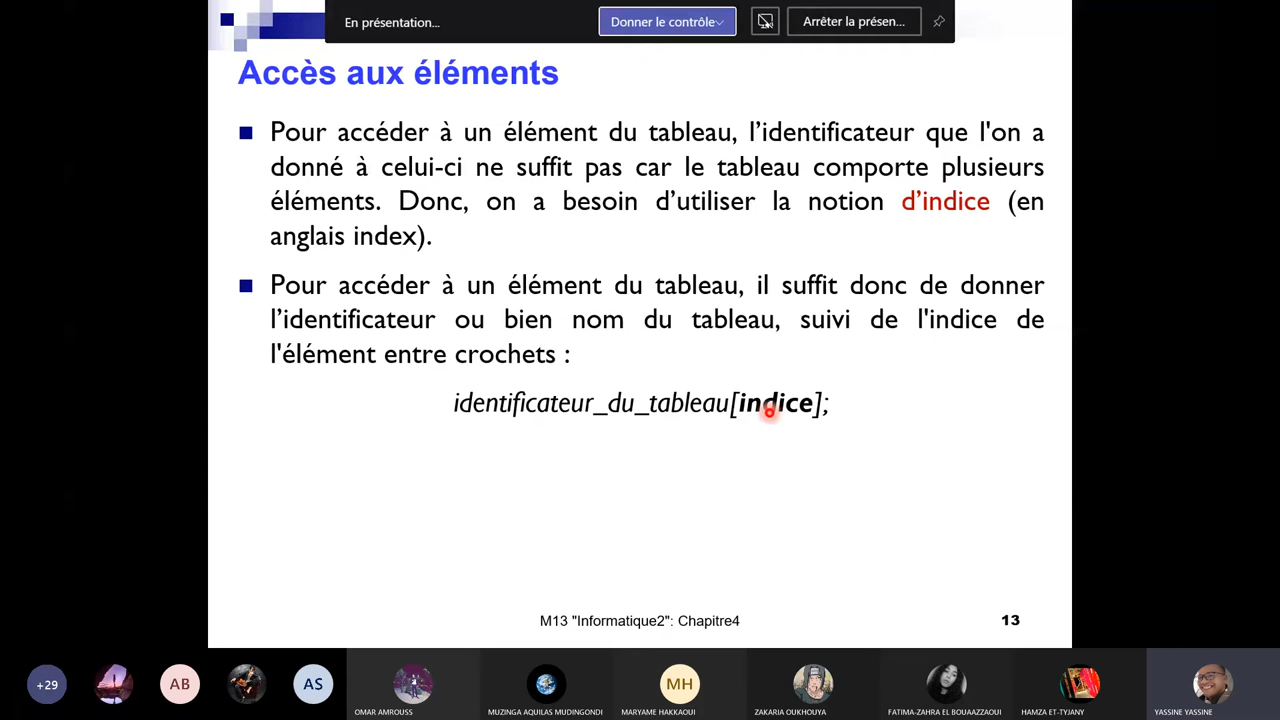 En présentation...
Donner le contrôle
Arrêter la présen...
Accès aux éléments
Pour accéder à un élément du tableau, l’identificateur que l'on a
donné à celui-ci ne suffit pas car le tableau comporte plusieurs
éléments. Donc, on a besoin d’utiliser la notion d’indice (en
anglais index).
Pour accéder à un élément du tableau, il suffit donc de donner
l’identificateur ou bien nom du tableau, suivi de l'indice de
l'élément entre crochets :
identificateur_du_tableau[indice];
M13 "Informatique2": Chapitre4
13
+29
AB
AS
MH
OMAR AMROUSS
MUZINGA AQUILAS MUDINGONDI
MARYAME HAKKAOUI
ZAKARIA OUKHOUYA
FATIMA-ZAHRA EL BOUAAZZAOUI
HAMZA ET-TYJANY
YASSINE YASSINE